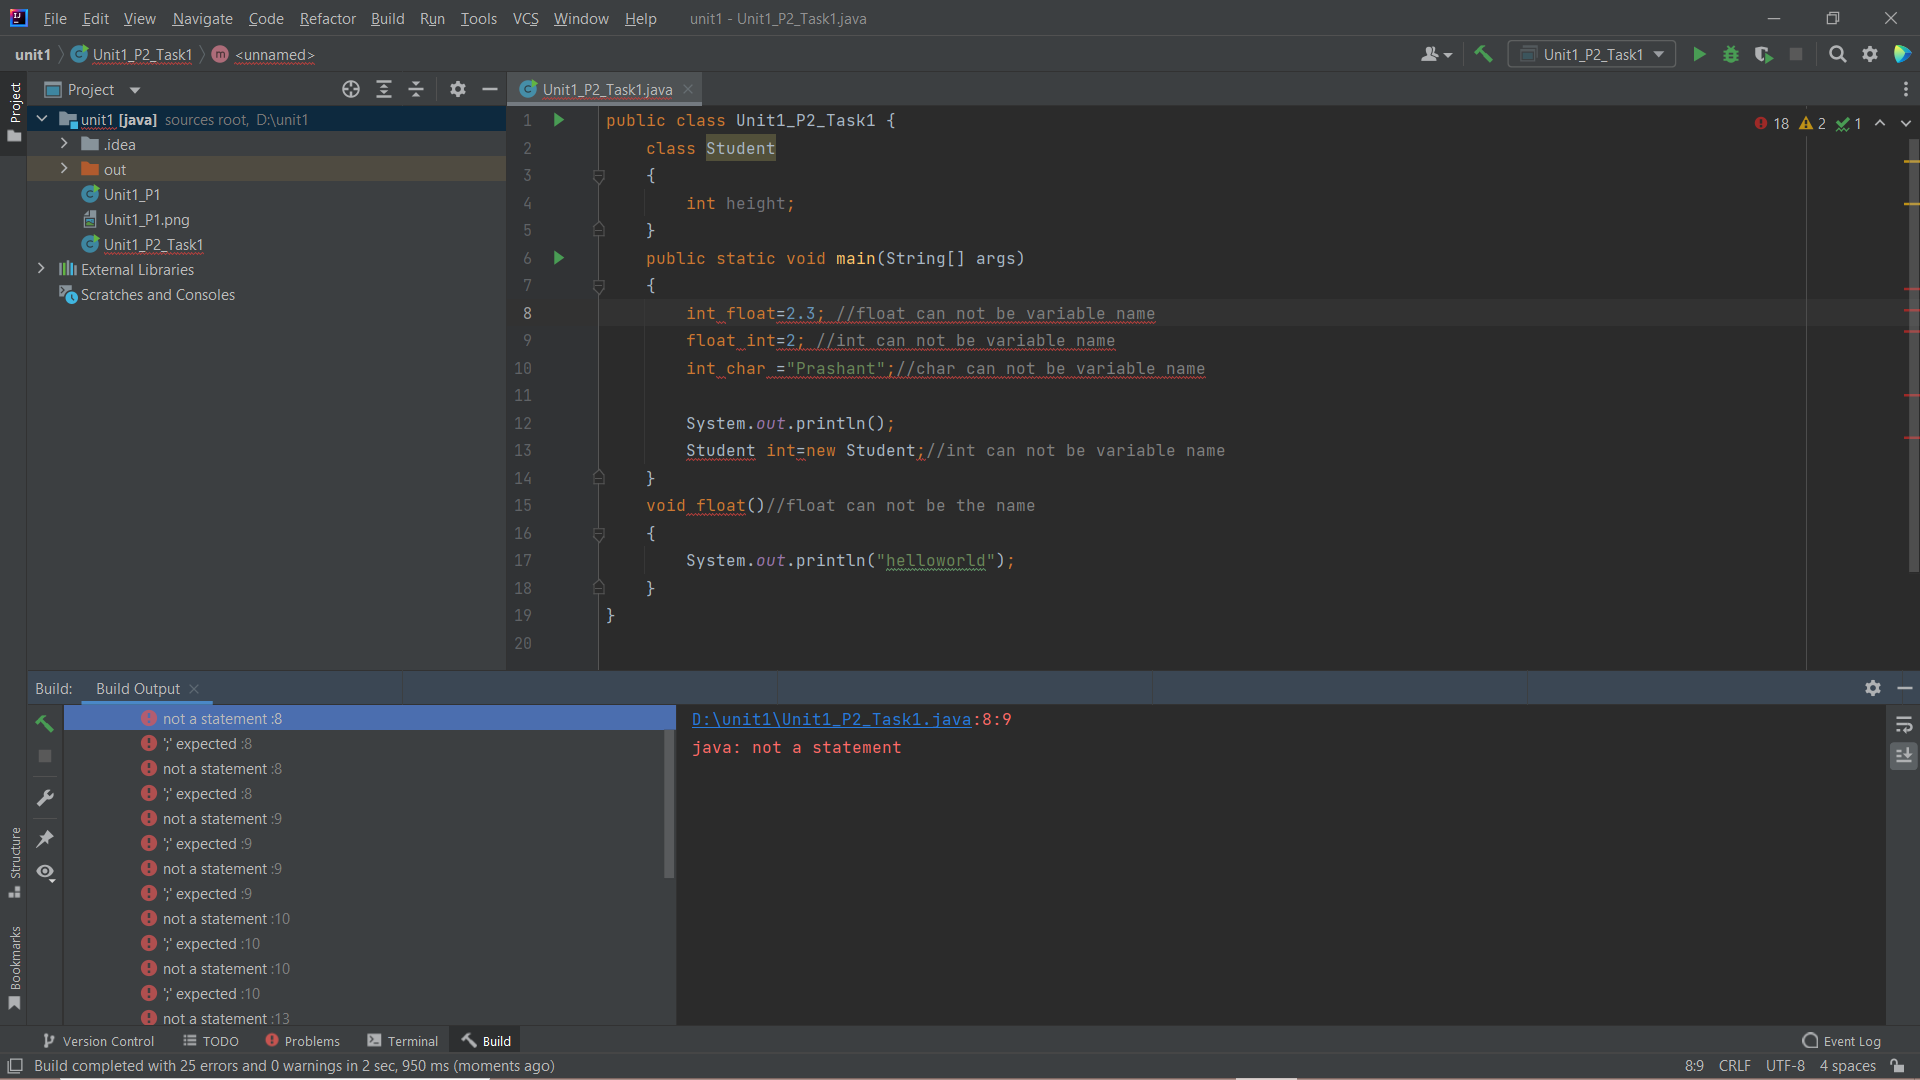 File Edit View Navigate Code Refactor Build Run Tools VCS Window Help unit1 - Unit1_P2_Task1.java
unit1 Unit1_P2_Task1 m <unnamed> Unit1_P2_Task1
Project
Project
unit1 [java] sources root, D:\unit1
.idea
out
Unit1_P1
Unit1_P1.png
Unit1_P2_Task1
External Libraries
Scratches and Consoles
Structure
Bookmarks
Unit1_P2_Task1.java
18 2 1
1 public class Unit1_P2_Task1 {
2 class Student
3 {
4 int height;
5 }
6 public static void main(String[] args)
7 {
8 int float=2.3; //float can not be variable name
9 float int=2; //int can not be variable name
10 int char ="Prashant";//char can not be variable name
11
12 System.out.println();
13 Student int=new Student;//int can not be variable name
14 }
15 void float()//float can not be the name
16 {
17 System.out.println("helloworld");
18 }
19 }
20
Build: Build Output
not a statement :8
';' expected :8
not a statement :8
';' expected :8
not a statement :9
';' expected :9
not a statement :9
';' expected :9
not a statement :10
';' expected :10
not a statement :10
';' expected :10
not a statement :13
D:\unit1\Unit1_P2_Task1.java:8:9
java: not a statement
Version Control TODO Problems Terminal Build Event Log
Build completed with 25 errors and 0 warnings in 2 sec, 950 ms (moments ago) 8:9 CRLF UTF-8 4 spaces